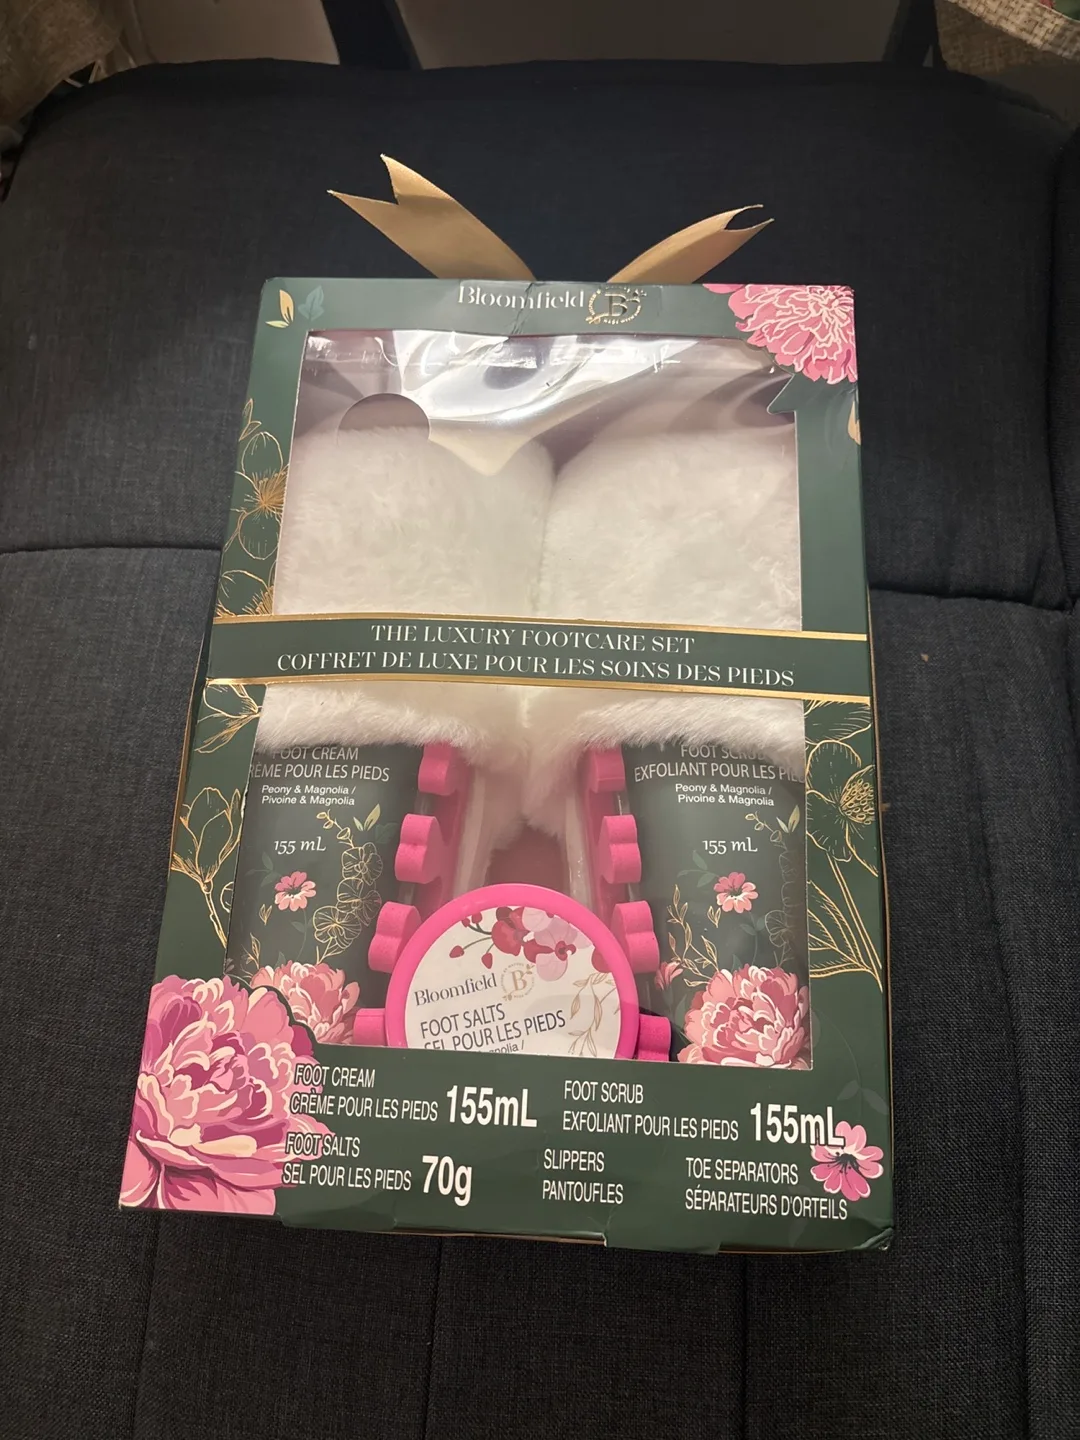 Bloomfield B
THE LUXURY FOOTCARE SET
COFFRET DE LUXE POUR LES SOINS DES PIEDS
FOOT CREAM
CRÈME POUR LES PIEDS
Peony & Magnolia /
Pivoine & Magnolia
155 mL
FOOT SCRUB
EXFOLIANT POUR LES
Peony & Magnolia /
Pivoine & Magnolia
155 mL
Bloomfield B
FOOT SALTS
SEL POUR LES PIEDS
FOOT CREAM
CRÈME POUR LES PIEDS 155mL
FOOT SCRUB
EXFOLIANT POUR LES PIEDS 155mL
FOOT SALTS
SEL POUR LES PIEDS 70g
SLIPPERS
PANTOUFLES
TOE SEPARATORS
SÉPARATEURS D'ORTEILS